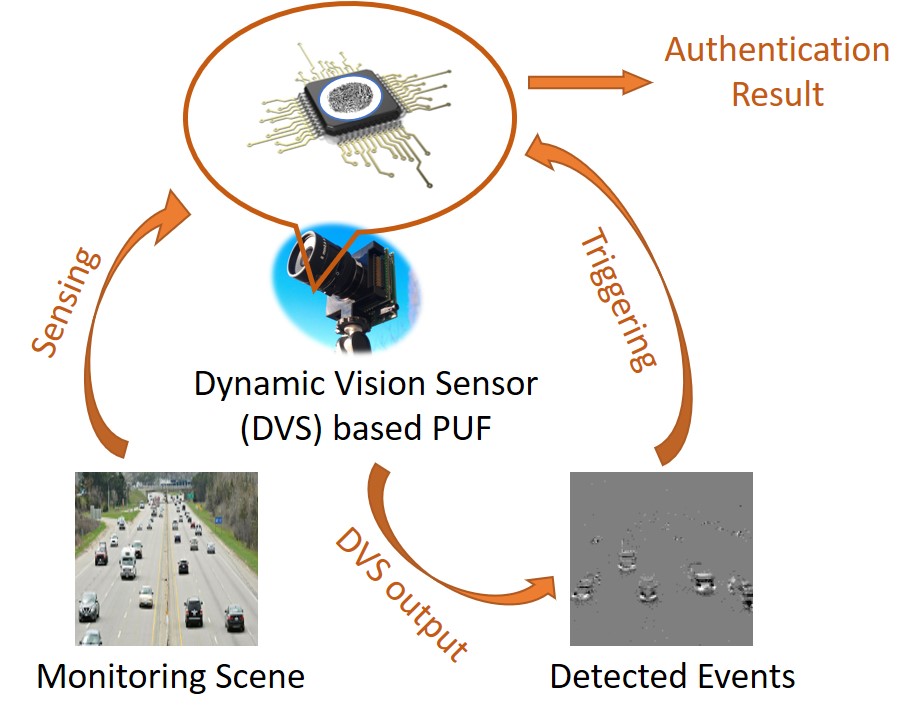 Authentication
Result
Sensing
Triggering
Dynamic Vision Sensor
(DVS) based PUF
DVS output
Monitoring Scene
Detected Events